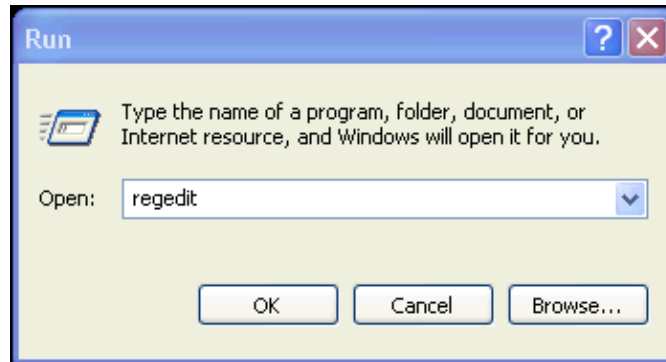 Run
Type the name of a program, folder, document, or
Internet resource, and Windows will open it for you.
Open: regedit
OK Cancel Browse...